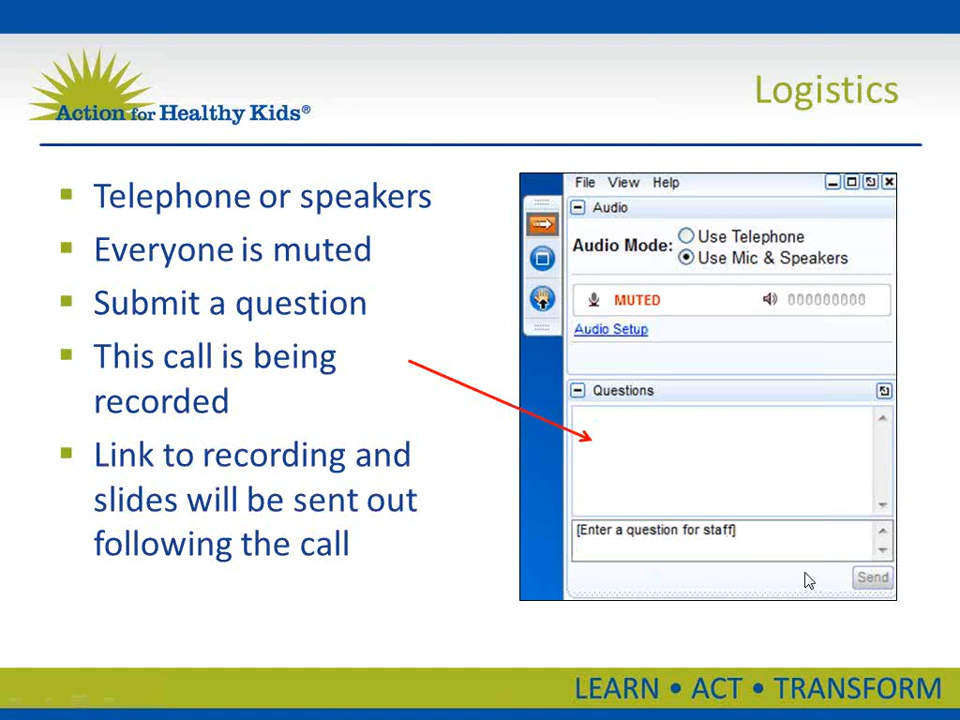 Action for Healthy Kids®
Logistics
Telephone or speakers
Everyone is muted
Submit a question
This call is being
recorded
Link to recording and
slides will be sent out
following the call
File View Help
Audio
Audio Mode: Use Telephone
Use Mic & Speakers
MUTED 000000000
Audio Setup
Questions
[Enter a question for staff]
Send
LEARN • ACT • TRANSFORM